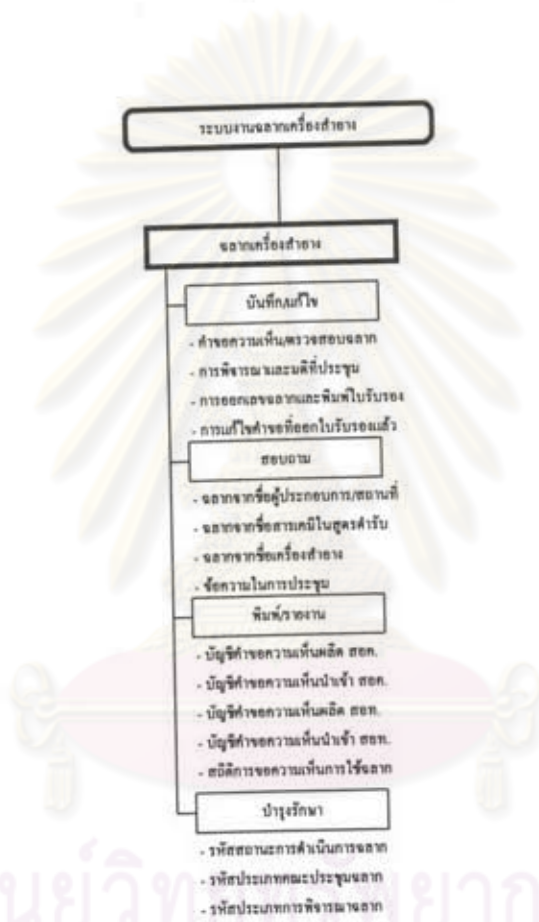 ระบบงานฉลากเครื่องสำอาง
ฉลากเครื่องสำอาง
บันทึก/แก้ไข
- คำขอความเห็น/ตรวจสอบฉลาก
- การพิจารณาและมติที่ประชุม
- การออกเลขฉลากและพิมพ์ใบรับรอง
- การแก้ไขคำขอที่ออกใบรับรองแล้ว
สอบถาม
- ฉลากจากชื่อผู้ประกอบการ/สถานที่
- ฉลากจากชื่อสารเคมีในสูตรตำรับ
- ฉลากจากชื่อเครื่องสำอาง
- ข้อความในการประชุม
พิมพ์/รายงาน
- บัญชีคำขอความเห็นผลิต สอค.
- บัญชีคำขอความเห็นนำเข้า สอค.
- บัญชีคำขอความเห็นผลิต สอท.
- บัญชีคำขอความเห็นนำเข้า สอท.
- สถิติการขอความเห็นการใช้ฉลาก
บำรุงรักษา
- รหัสสถานะการดำเนินการฉลาก
- รหัสประเภทคณะประชุมฉลาก
- รหัสประเภทการพิจารณาฉลาก